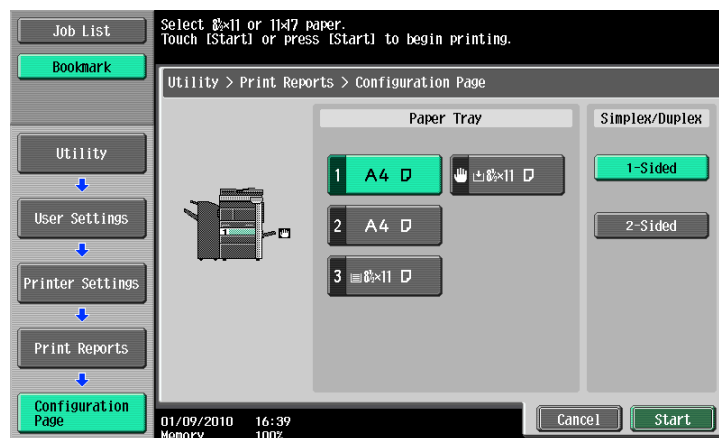 Job List
Bookmark
Select 8½×11 or 11×17 paper.
Touch [Start] or press [Start] to begin printing.
Utility > Print Reports > Configuration Page
Paper Tray
Simplex/Duplex
Utility
User Settings
Printer Settings
Print Reports
Configuration
Page
1 A4
8½×11
2 A4
3 8½×11
1
1-Sided
2-Sided
01/09/2010 16:39
Memory 100%
Cancel
Start